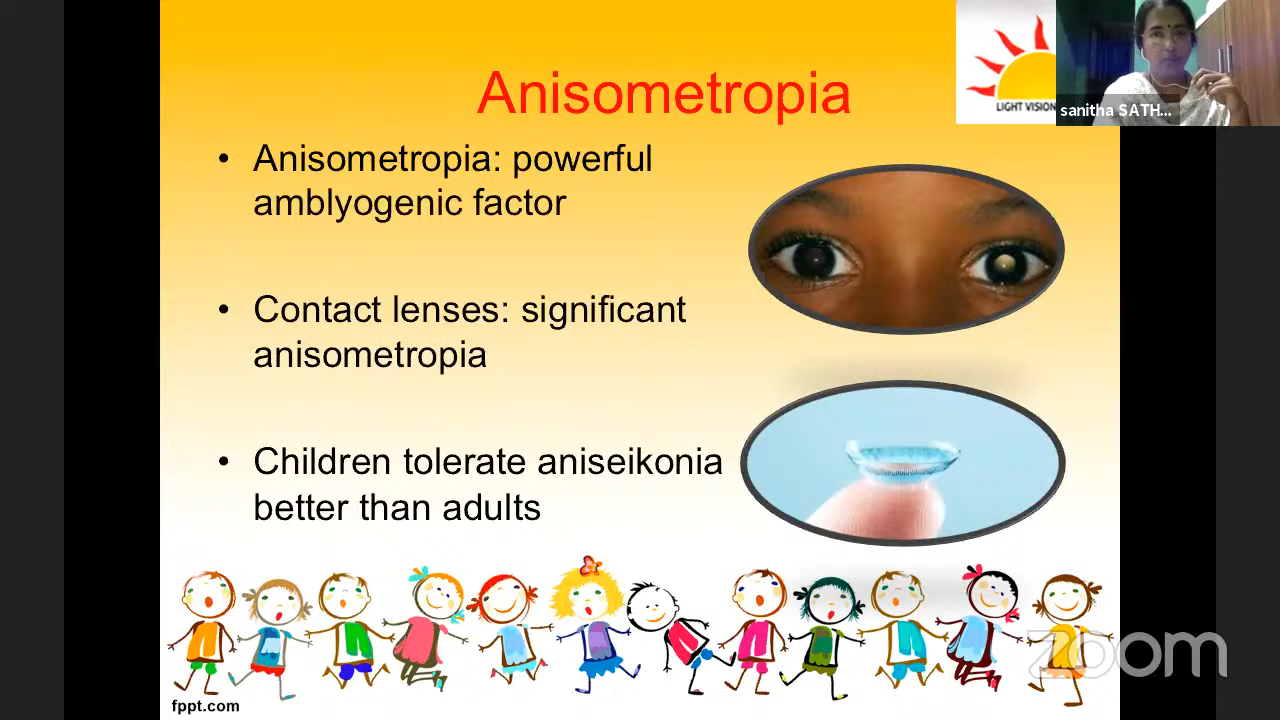 Anisometropia
LIGHT VISION
sanitha SATH...
• Anisometropia: powerful
amblyogenic factor
• Contact lenses: significant
anisometropia
• Children tolerate aniseikonia
better than adults
zoom
fppt.com